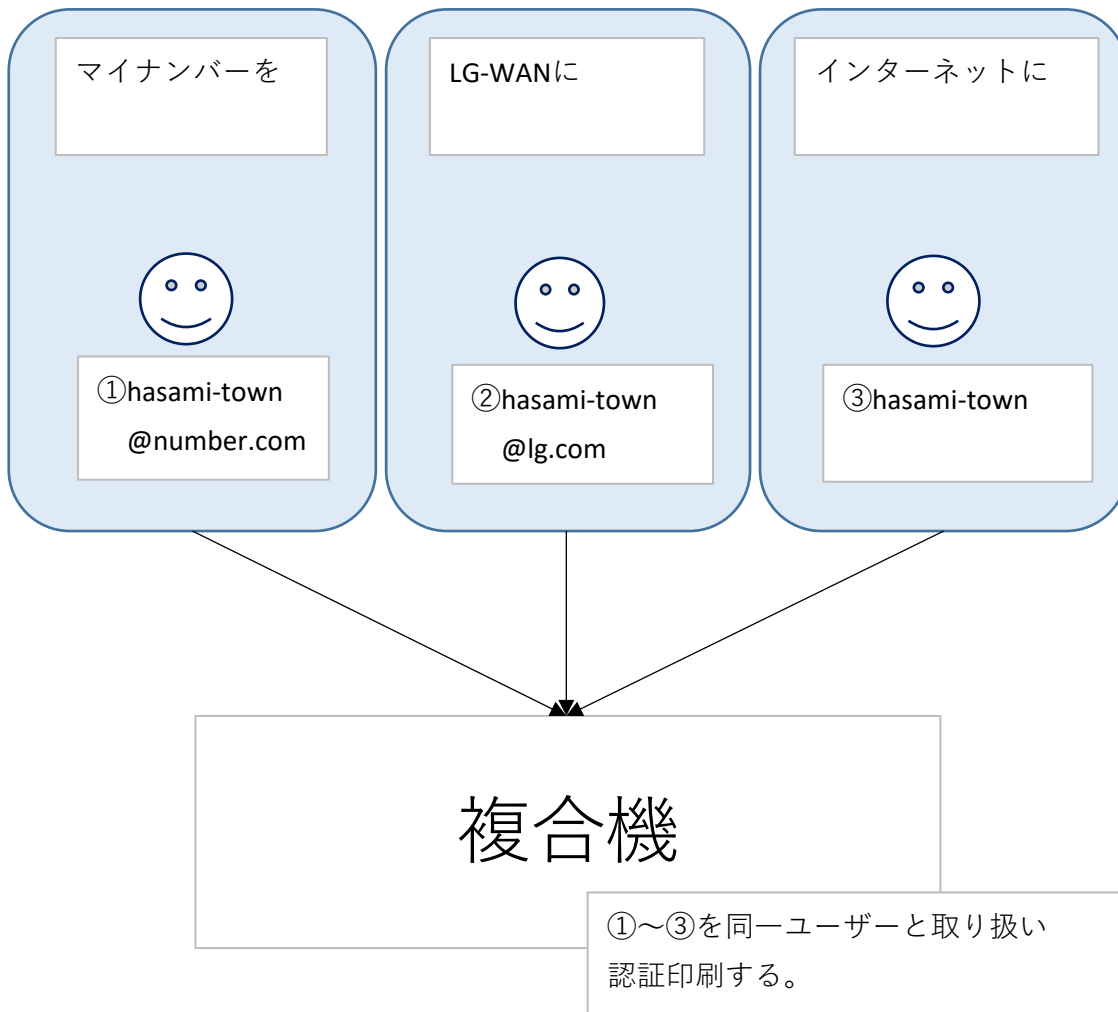 マイナンバーを
LG-WANに
インターネットに
①hasami-town
@number.com
②hasami-town
@lg.com
③hasami-town
複合機
①～③を同一ユーザーと取り扱い
認証印刷する。